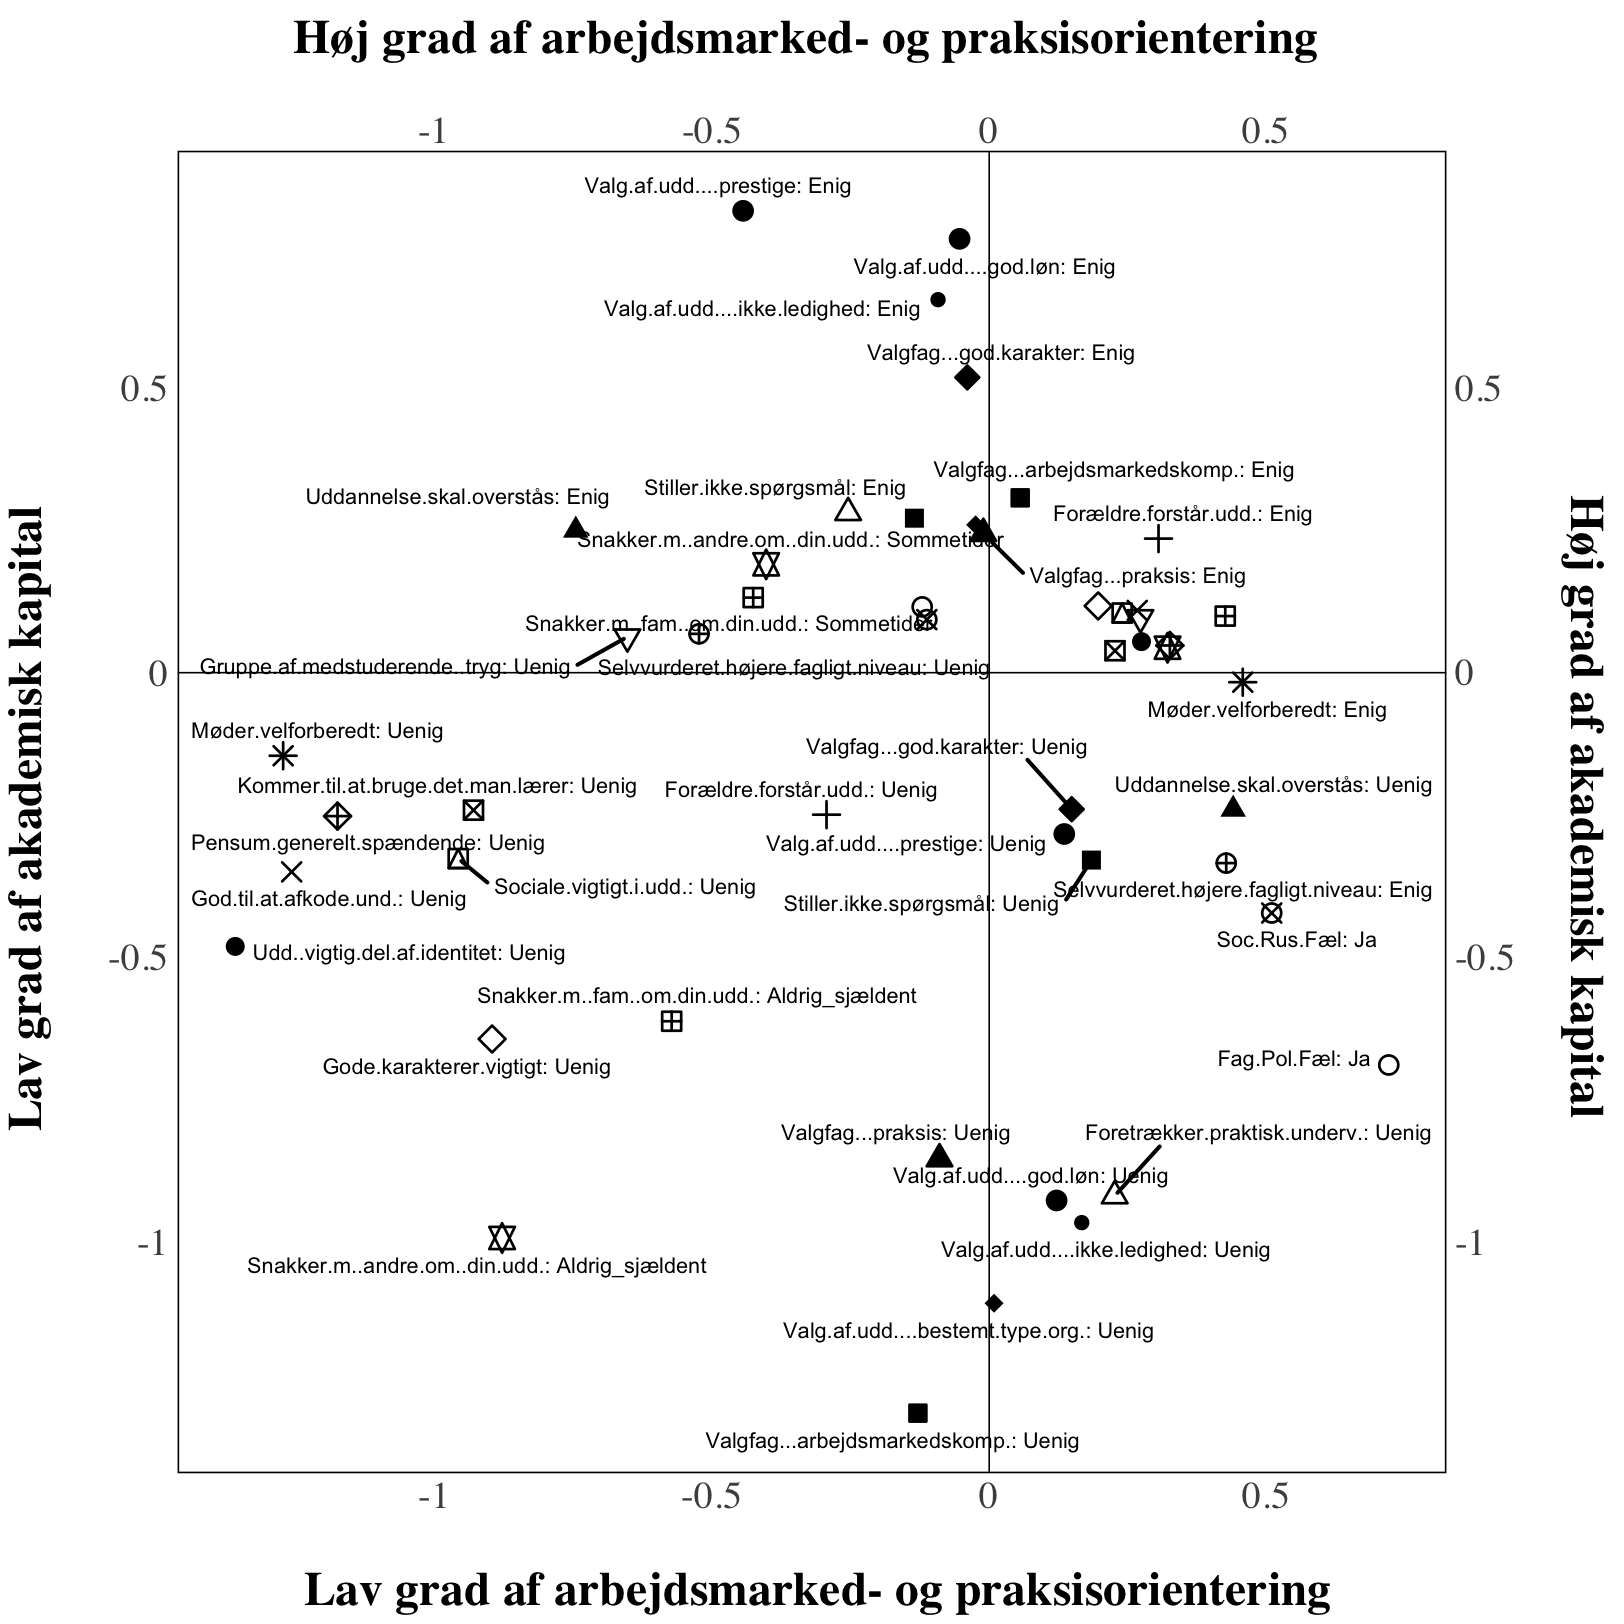 Høj grad af arbejdsmarked- og praksisorientering
-1 -0.5 0 0.5
Valg.af.udd....prestige: Enig
Valg.af.udd....god.løn: Enig
Valg.af.udd....ikke.ledighed: Enig
Valgfag...god.karakter: Enig
0.5 0.5
Valgfag...arbejdsmarkedskomp.: Enig
Stiller.ikke.spørgsmål: Enig
Uddannelse.skal.overstås: Enig
Forældre.forstår.udd.: Enig
Snakker.m..andre.om..din.udd.: Sommetider
Valgfag...praksis: Enig
Snakker.m..fam..om.din.udd.: Sommetider
Gruppe.af.medstuderende..tryg: Uenig
Selvvurderet.højere.fagligt.niveau: Uenig
0 0
Møder.velforberedt: Enig
Møder.velforberedt: Uenig
Valgfag...god.karakter: Uenig
Kommer.til.at.bruge.det.man.lærer: Uenig
Forældre.forstår.udd.: Uenig
Uddannelse.skal.overstås: Uenig
Pensum.generelt.spændende: Uenig
Valg.af.udd....prestige: Uenig
Sociale.vigtigt.i.udd.: Uenig
Selvvurderet.højere.fagligt.niveau: Enig
God.til.at.afkode.und.: Uenig
Stiller.ikke.spørgsmål: Uenig
Soc.Rus.Fæl: Ja
Udd..vigtig.del.af.identitet: Uenig
-0.5 -0.5
Snakker.m..fam..om.din.udd.: Aldrig_sjældent
Gode.karakterer.vigtigt: Uenig
Fag.Pol.Fæl: Ja
Valgfag...praksis: Uenig
Foretrækker.praktisk.underv.: Uenig
Valg.af.udd....god.løn: Uenig
-1 -1
Valg.af.udd....ikke.ledighed: Uenig
Snakker.m..andre.om..din.udd.: Aldrig_sjældent
Valg.af.udd....bestemt.type.org.: Uenig
Valgfag...arbejdsmarkedskomp.: Uenig
-1 -0.5 0 0.5
Lav grad af arbejdsmarked- og praksisorientering
Lav grad af akademisk kapital
Høj grad af akademisk kapital